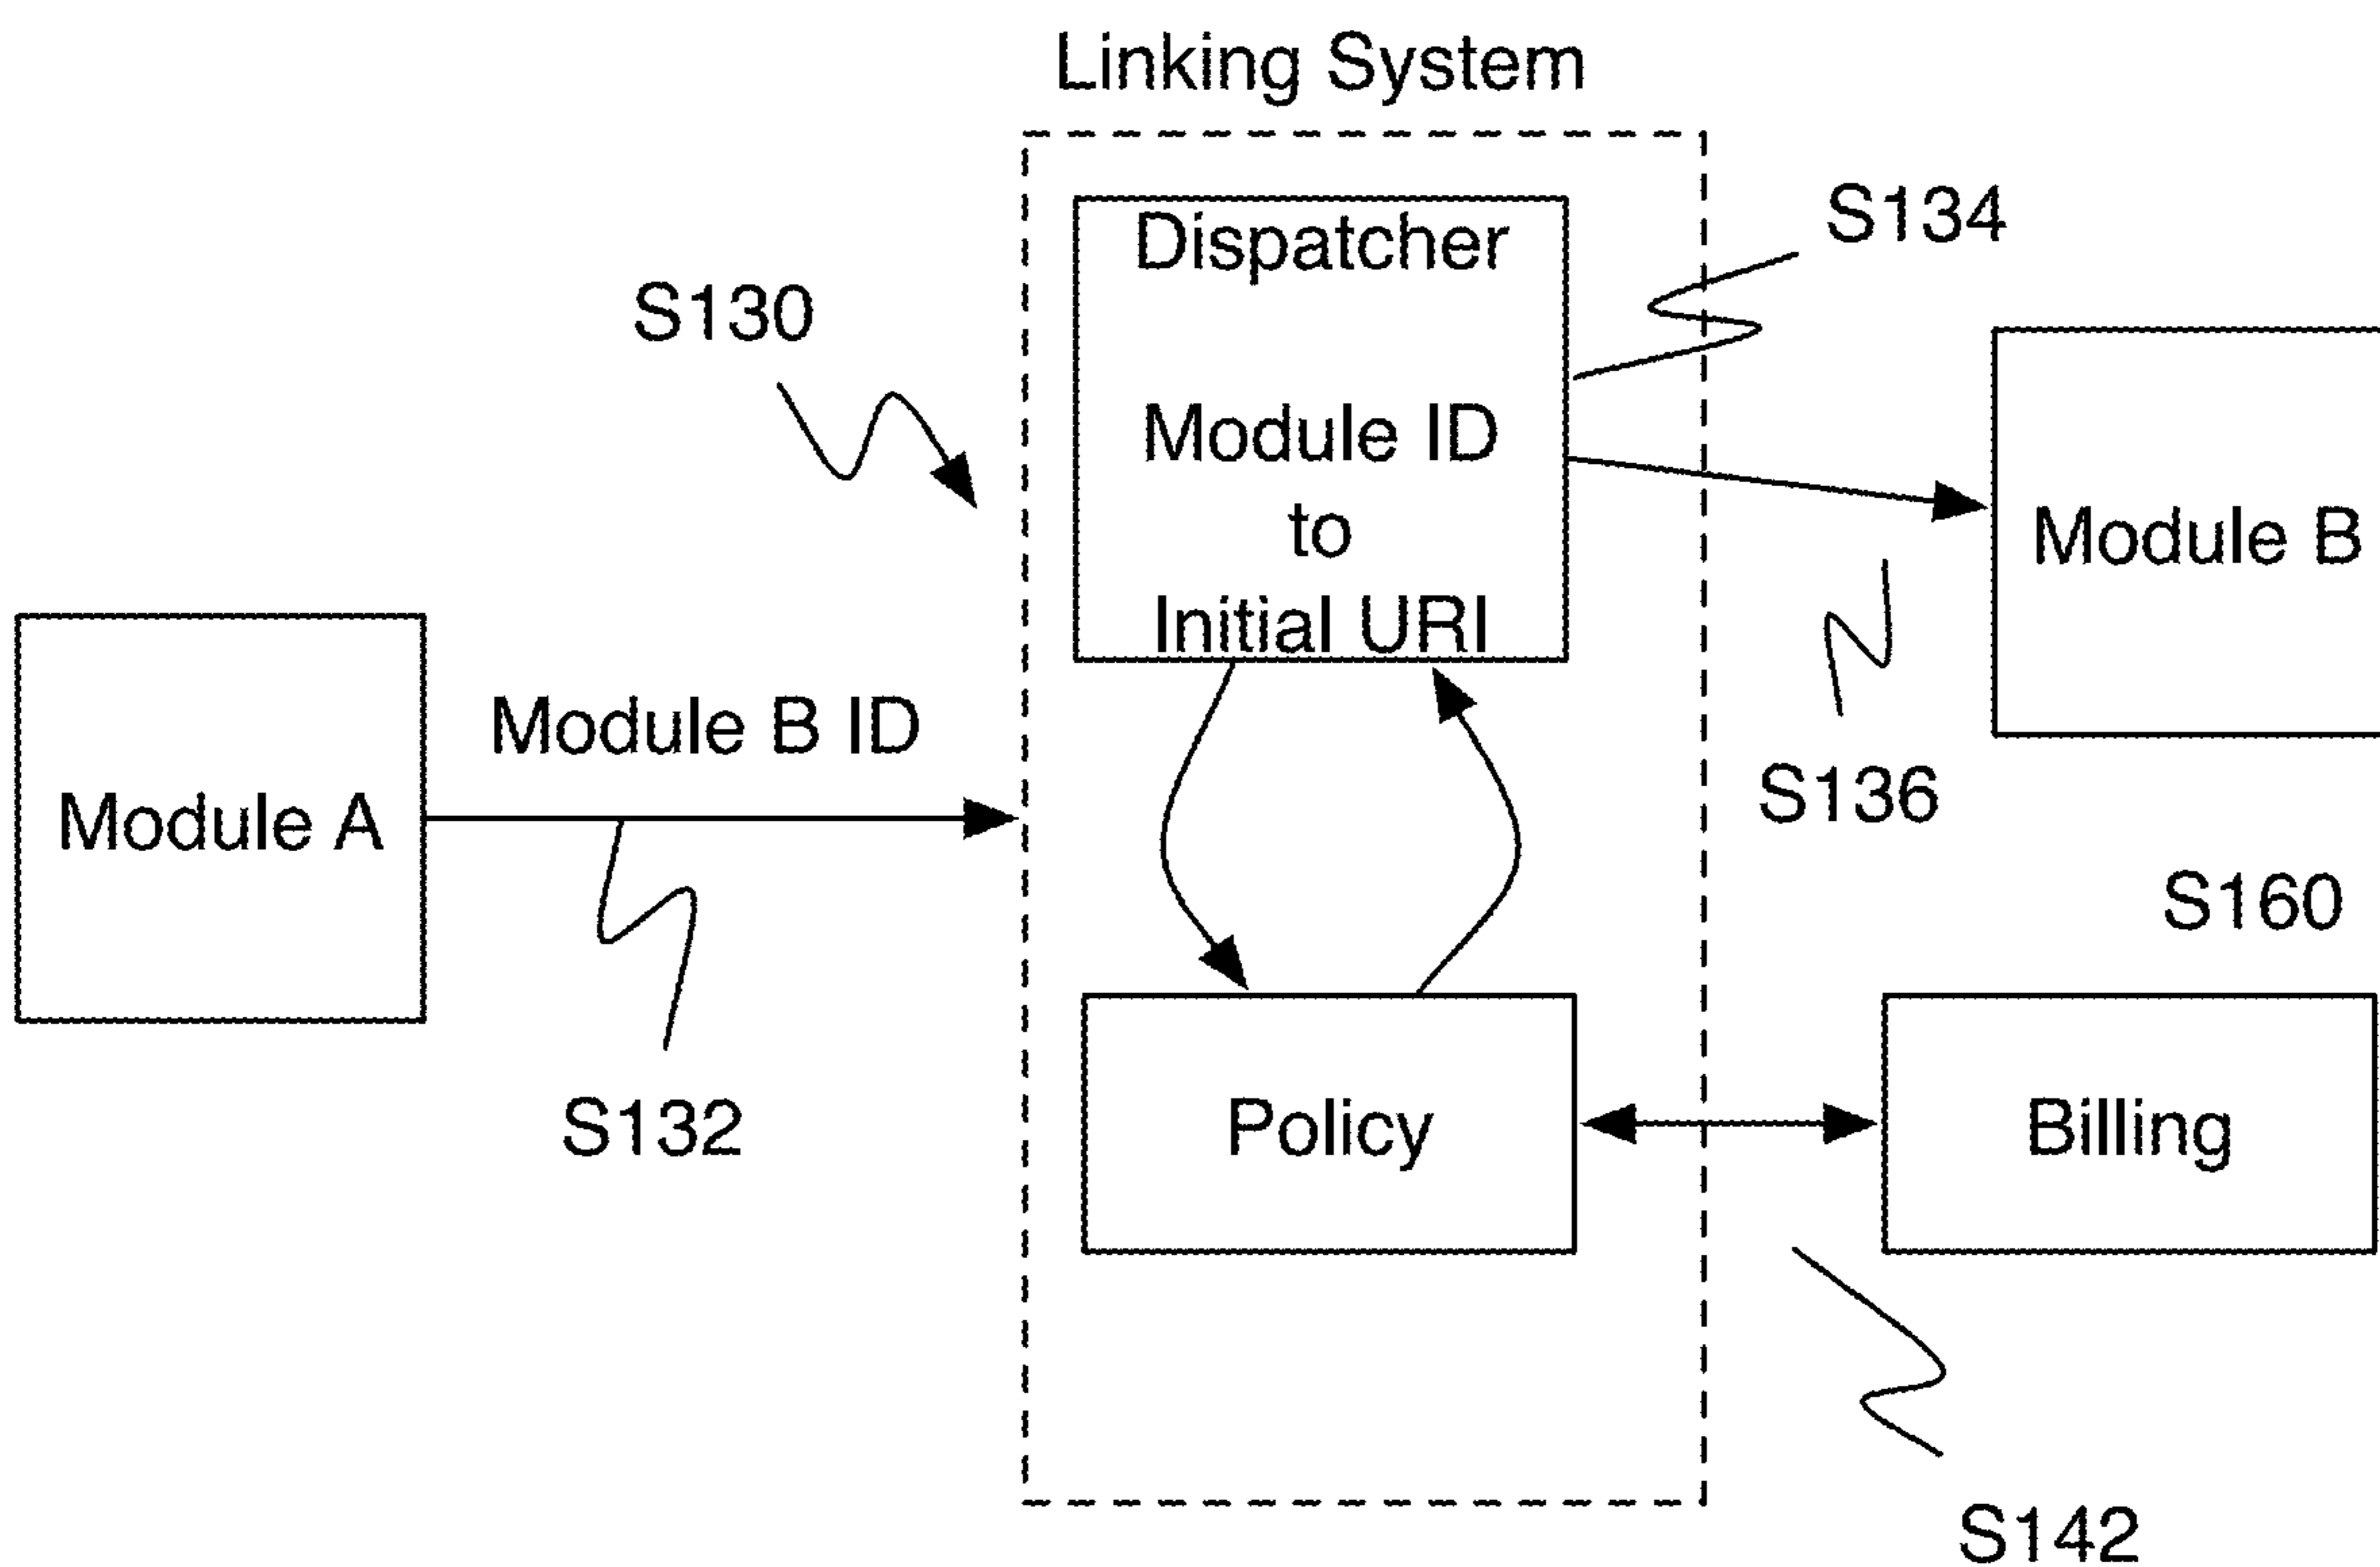 Linking System
S130
Dispatcher
Module ID
to
Initial URI
S134
Module B
S136
Module A
Module B ID
S132
Policy
S160
Billing
S142